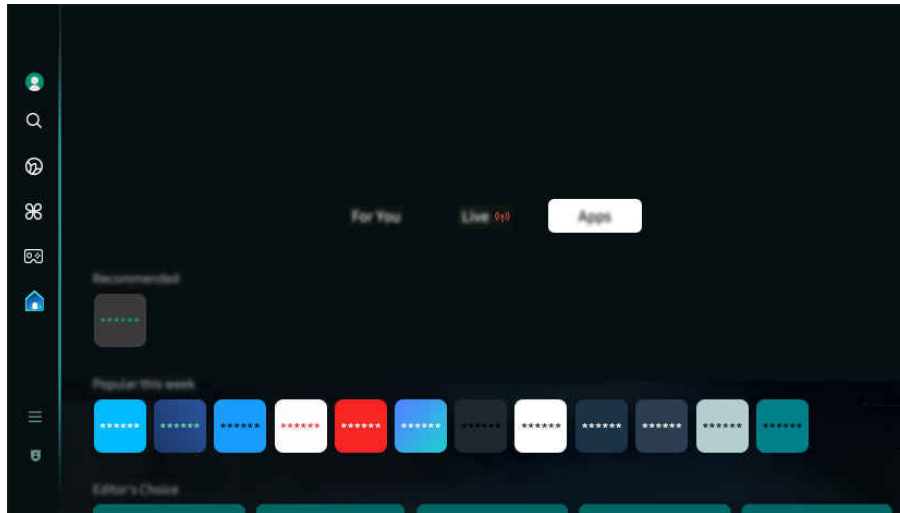 For You Live Apps
Recommended
******
Popular this week
****** ****** ****** ****** ****** ****** ****** ****** ****** ****** ****** ******
Editor's Choice